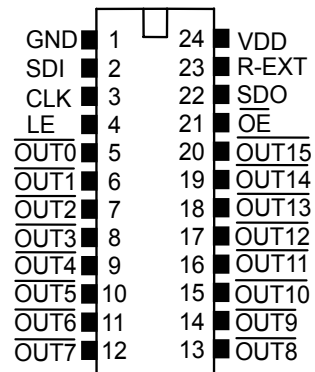 GND 1 24 VDD
SDI 2 23 R-EXT
CLK 3 22 SDO
LE 4 21 OE
OUT0 5 20 OUT15
OUT1 6 19 OUT14
OUT2 7 18 OUT13
OUT3 8 17 OUT12
OUT4 9 16 OUT11
OUT5 10 15 OUT10
OUT6 11 14 OUT9
OUT7 12 13 OUT8